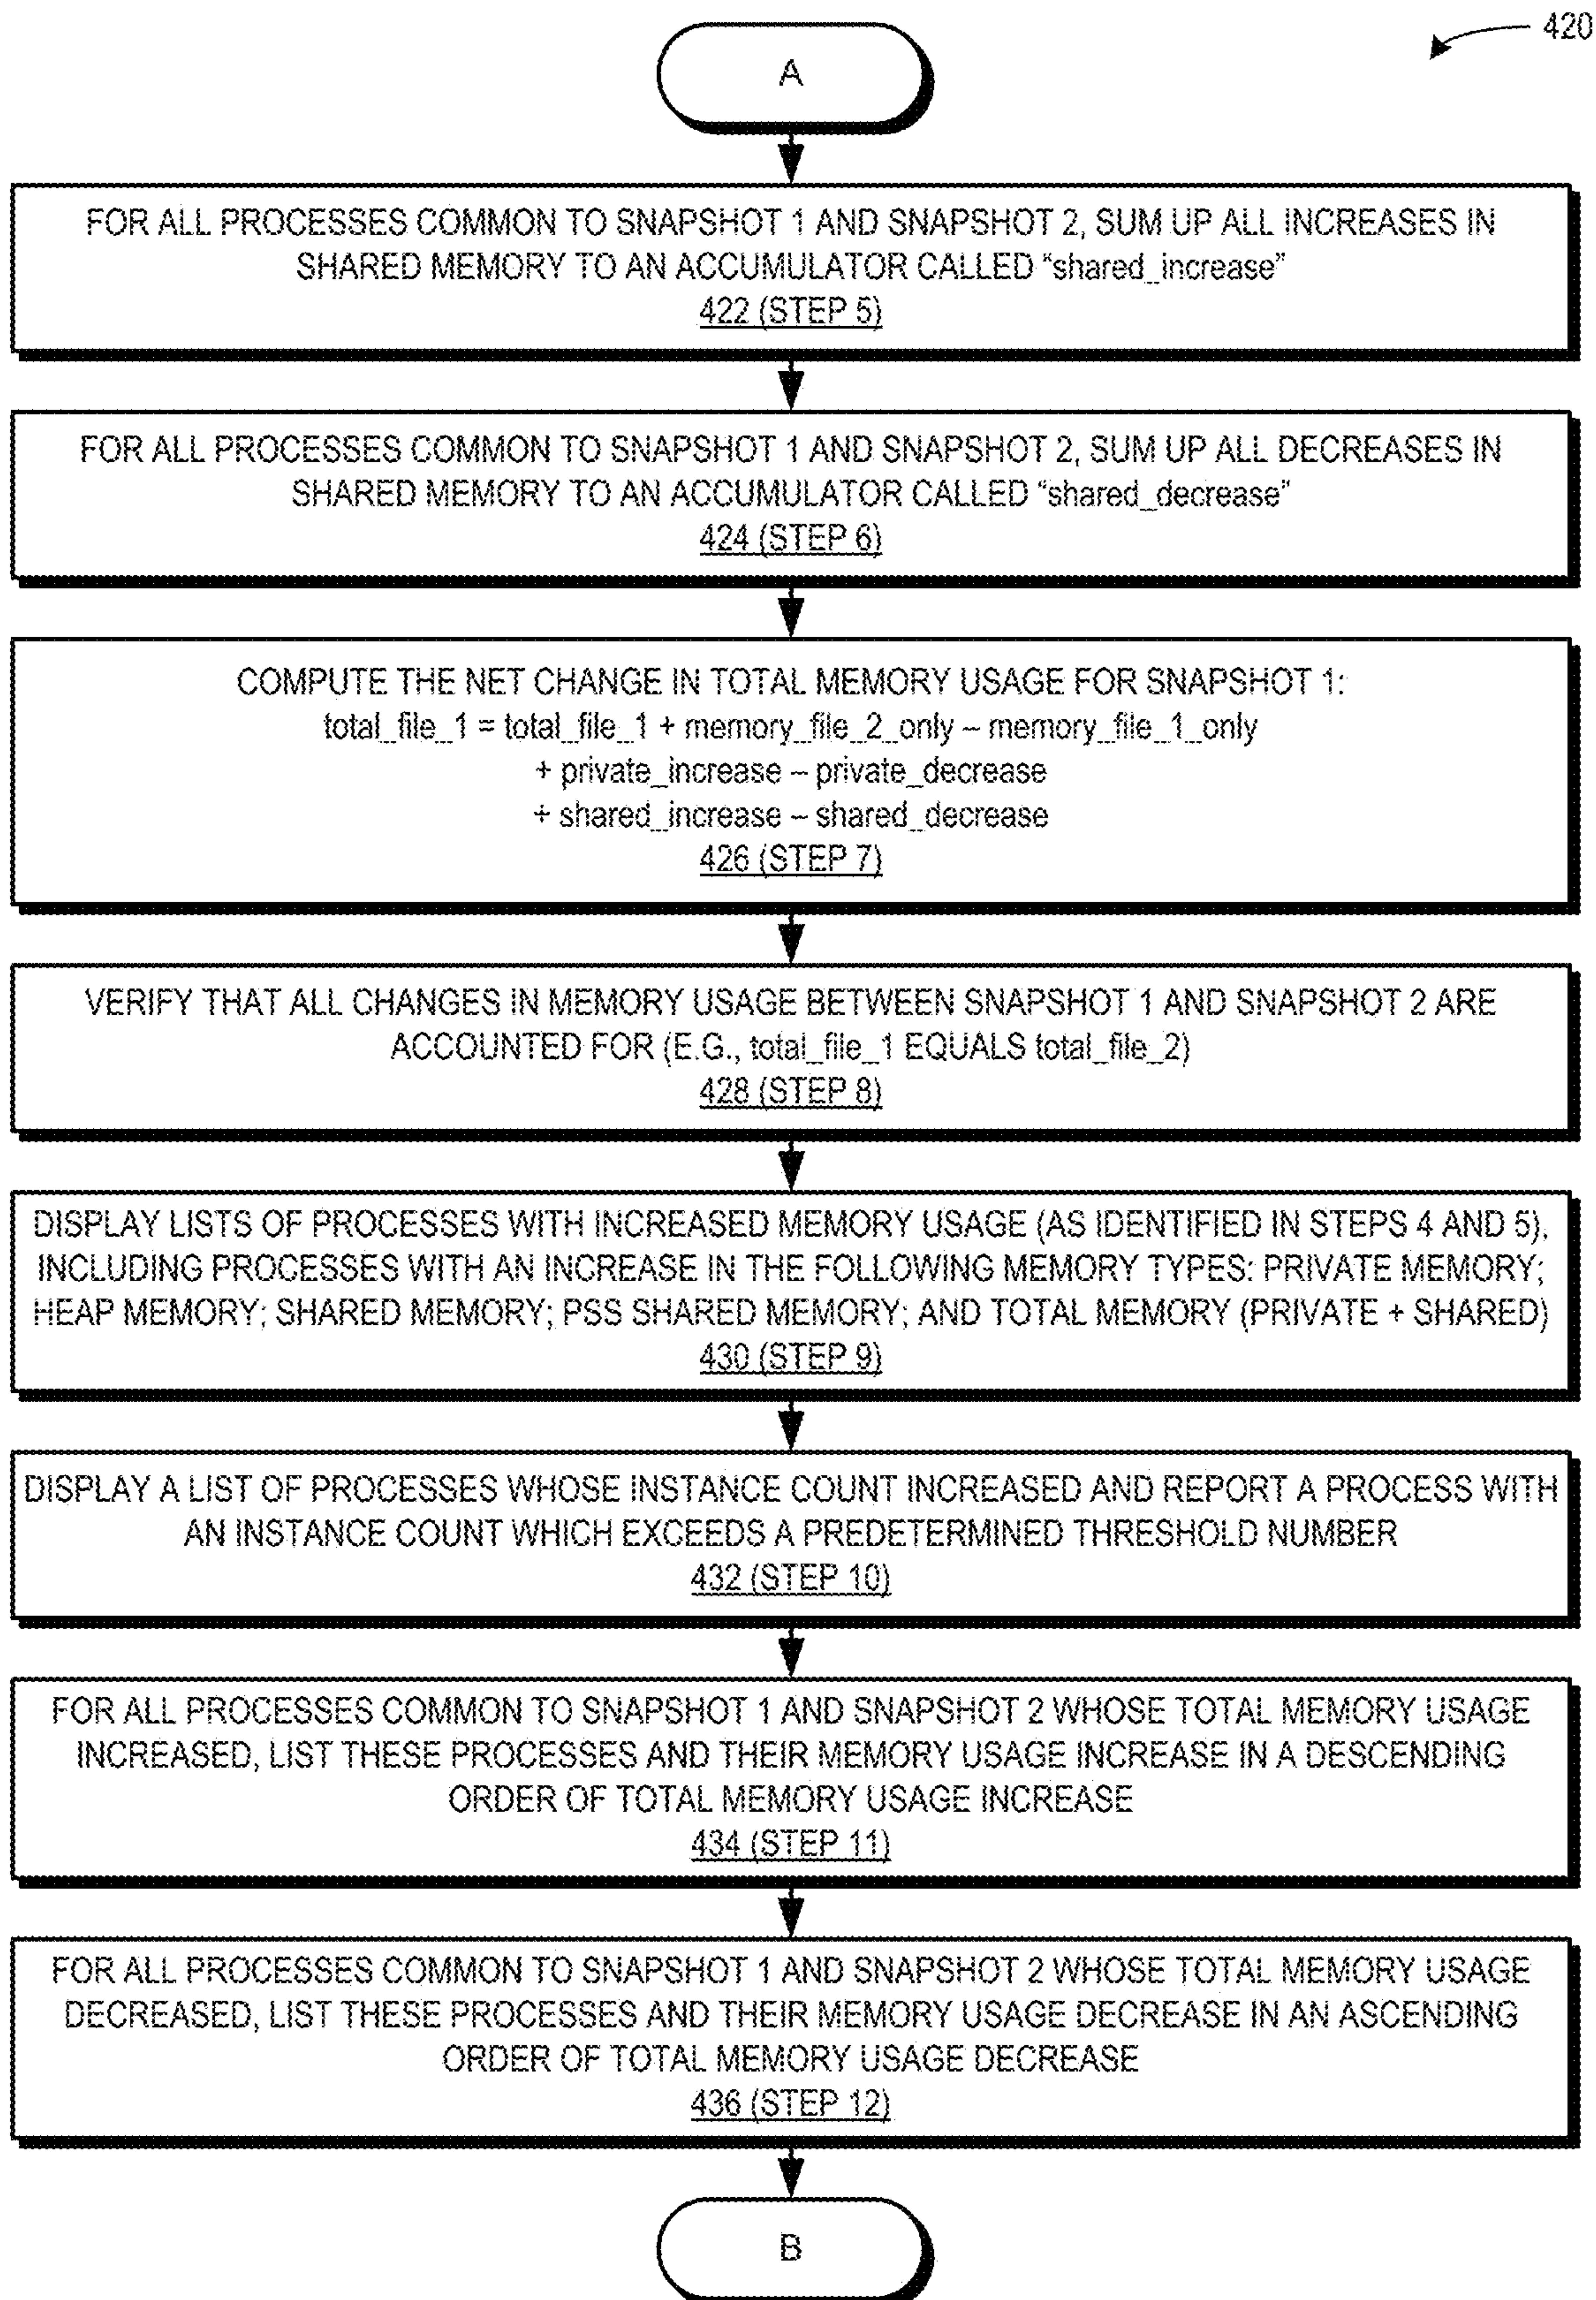 420
A
FOR ALL PROCESSES COMMON TO SNAPSHOT 1 AND SNAPSHOT 2, SUM UP ALL INCREASES IN
SHARED MEMORY TO AN ACCUMULATOR CALLED “shared_increase”
422 (STEP 5)
FOR ALL PROCESSES COMMON TO SNAPSHOT 1 AND SNAPSHOT 2, SUM UP ALL DECREASES IN
SHARED MEMORY TO AN ACCUMULATOR CALLED “shared_decrease”
424 (STEP 6)
COMPUTE THE NET CHANGE IN TOTAL MEMORY USAGE FOR SNAPSHOT 1:
total_file_1 = total_file_1 + memory_file_2_only – memory_file_1_only
+ private_increase – private_decrease
+ shared_increase – shared_decrease
426 (STEP 7)
VERIFY THAT ALL CHANGES IN MEMORY USAGE BETWEEN SNAPSHOT 1 AND SNAPSHOT 2 ARE
ACCOUNTED FOR (E.G., total_file_1 EQUALS total_file_2)
428 (STEP 8)
DISPLAY LISTS OF PROCESSES WITH INCREASED MEMORY USAGE (AS IDENTIFIED IN STEPS 4 AND 5),
INCLUDING PROCESSES WITH AN INCREASE IN THE FOLLOWING MEMORY TYPES: PRIVATE MEMORY;
HEAP MEMORY; SHARED MEMORY; PSS SHARED MEMORY; AND TOTAL MEMORY (PRIVATE + SHARED)
430 (STEP 9)
DISPLAY A LIST OF PROCESSES WHOSE INSTANCE COUNT INCREASED AND REPORT A PROCESS WITH
AN INSTANCE COUNT WHICH EXCEEDS A PREDETERMINED THRESHOLD NUMBER
432 (STEP 10)
FOR ALL PROCESSES COMMON TO SNAPSHOT 1 AND SNAPSHOT 2 WHOSE TOTAL MEMORY USAGE
INCREASED, LIST THESE PROCESSES AND THEIR MEMORY USAGE INCREASE IN A DESCENDING
ORDER OF TOTAL MEMORY USAGE INCREASE
434 (STEP 11)
FOR ALL PROCESSES COMMON TO SNAPSHOT 1 AND SNAPSHOT 2 WHOSE TOTAL MEMORY USAGE
DECREASED, LIST THESE PROCESSES AND THEIR MEMORY USAGE DECREASE IN AN ASCENDING
ORDER OF TOTAL MEMORY USAGE DECREASE
436 (STEP 12)
B